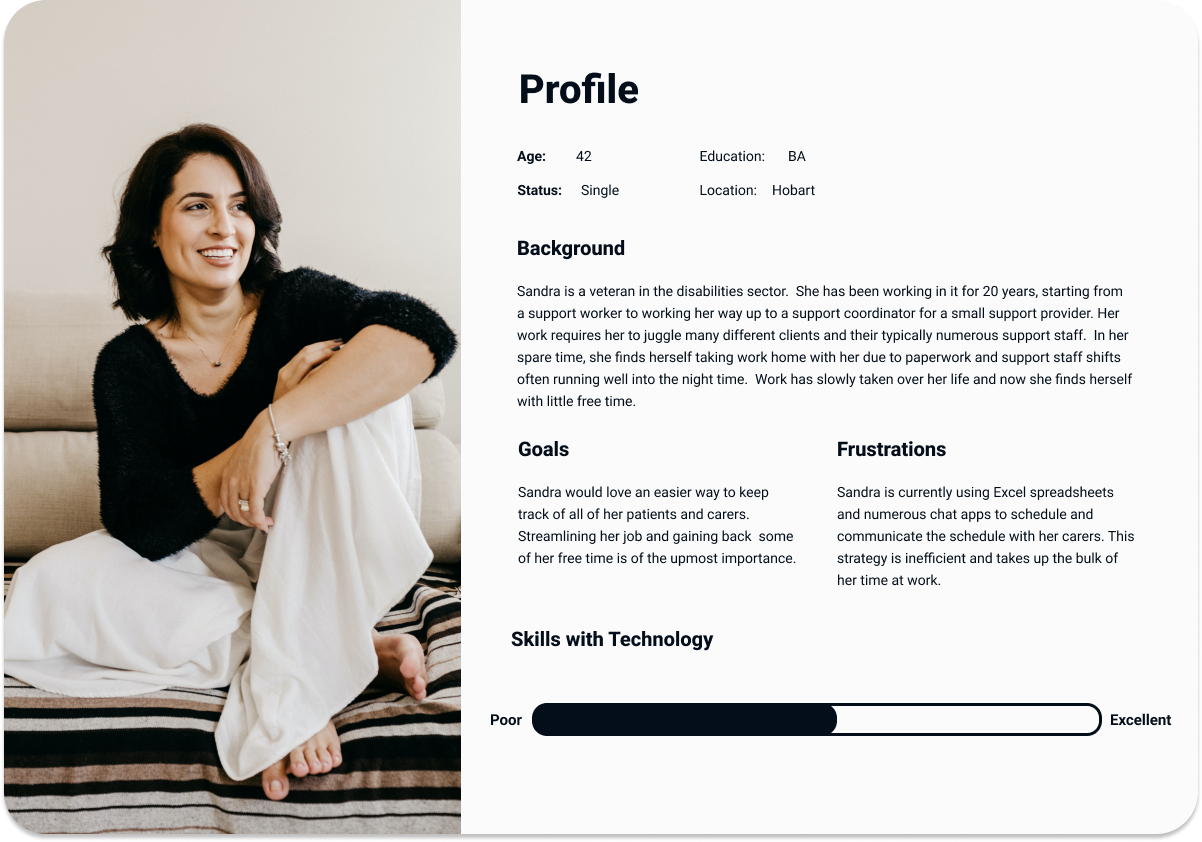 Profile
Age: 42 Education: BA
Status: Single Location: Hobart
Background
Sandra is a veteran in the disabilities sector.  She has been working in it for 20 years, starting from
a support worker to working her way up to a support coordinator for a small support provider. Her
work requires her to juggle many different clients and their typically numerous support staff.  In her
spare time, she finds herself taking work home with her due to paperwork and support staff shifts
often running well into the night time.  Work has slowly taken over her life and now she finds herself
with little free time.
Goals
Sandra would love an easier way to keep
track of all of her patients and carers.
Streamlining her job and gaining back  some
of her free time is of the upmost importance.
Frustrations
Sandra is currently using Excel spreadsheets
and numerous chat apps to schedule and
communicate the schedule with her carers. This
strategy is inefficient and takes up the bulk of
her time at work.
Skills with Technology
Poor Excellent